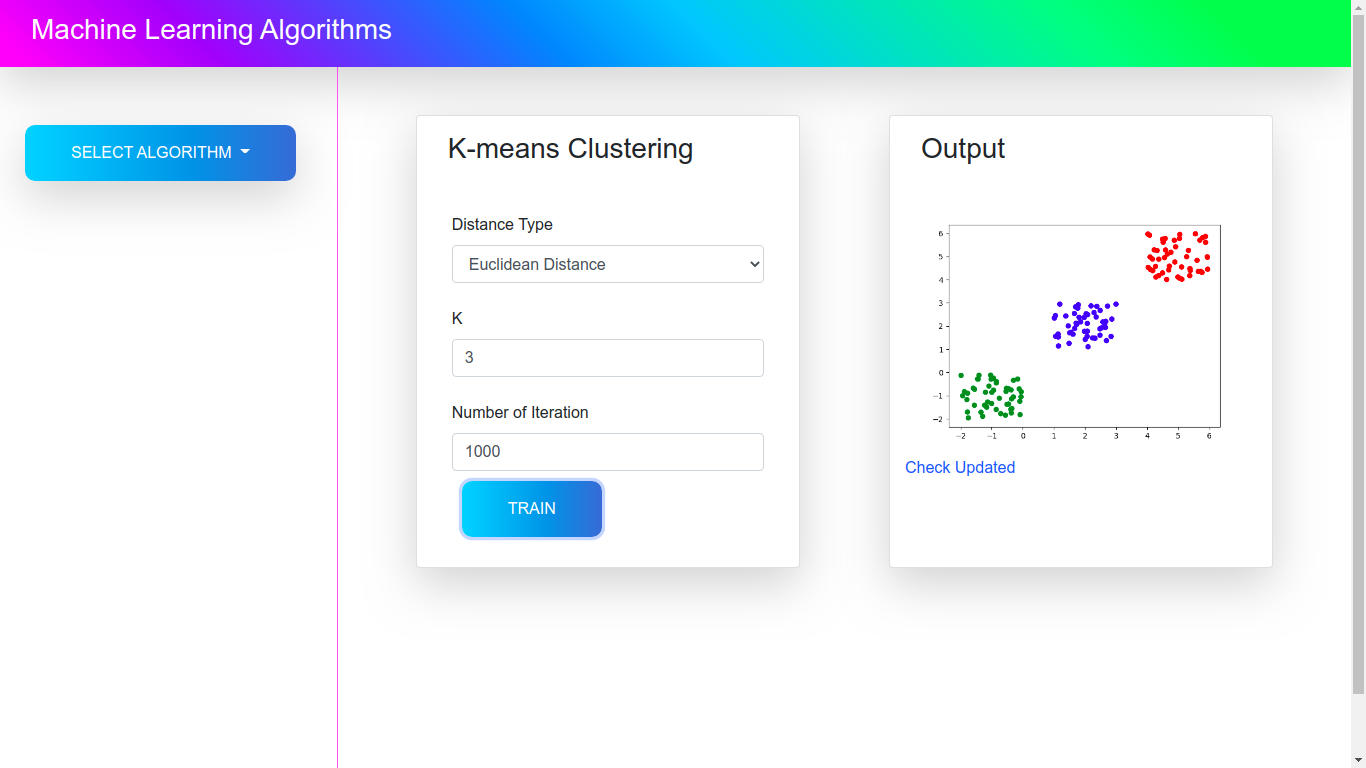 Machine Learning Algorithms
SELECT ALGORITHM
K-means Clustering
Distance Type
Euclidean Distance
K
3
Number of Iteration
1000
TRAIN
Output
6
5
4
3
2
1
0
−1
−2
−2 −1 0 1 2 3 4 5 6
Check Updated